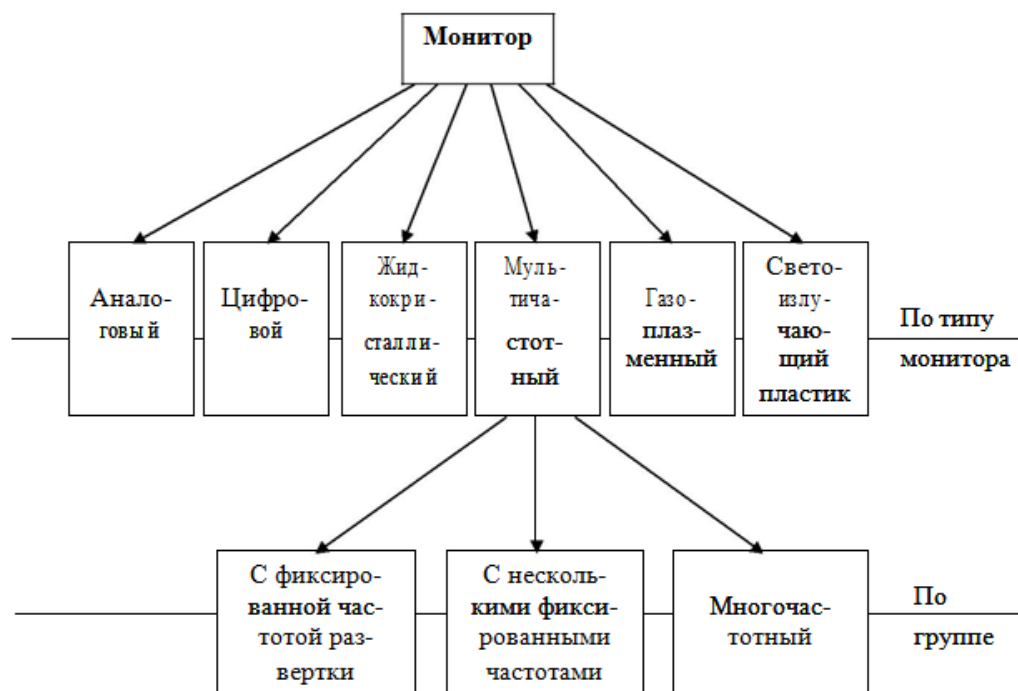 Монитор
Анало-
говый
Цифро-
вой
Жид-
кокри-
сталли-
ческий
Муль-
тича-
стот-
ный
Газо-
плаз-
менный
Свето-
излу-
чаю-
щий
пластик
По типу
монитора
С фиксиро-
ванной час-
тотой раз-
вертки
С несколь-
кими фикси-
рованными
частотами
Многочас-
тотный
По
группе